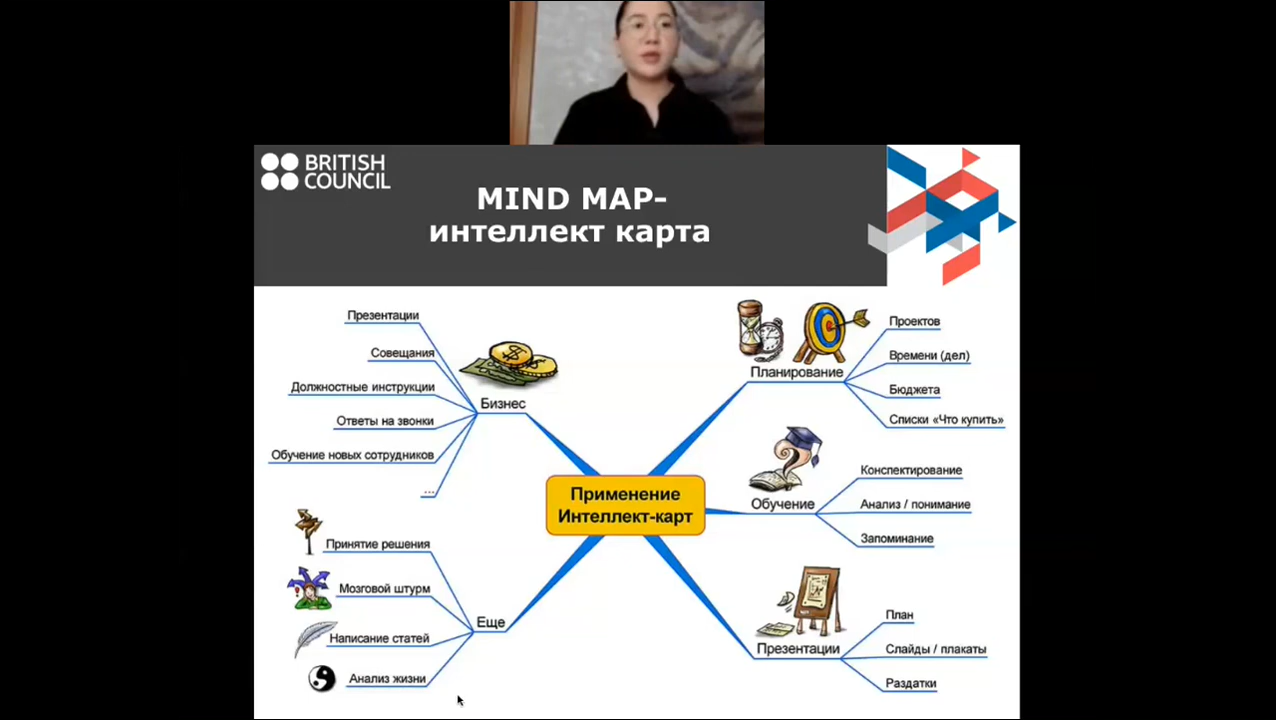 BRITISH
COUNCIL
MIND MAP-
интеллект карта
Презентации
Совещания
Должностные инструкции
Ответы на звонки
Обучение новых сотрудников
...
Бизнес
Планирование
Проектов
Времени (дел)
Бюджета
Списки «Что купить»
Применение
Интеллект-карт
Обучение
Конспектирование
Анализ / понимание
Запоминание
Принятие решения
Мозговой штурм
Написание статей
Анализ жизни
Еще
Презентации
План
Слайды / плакаты
Раздатки